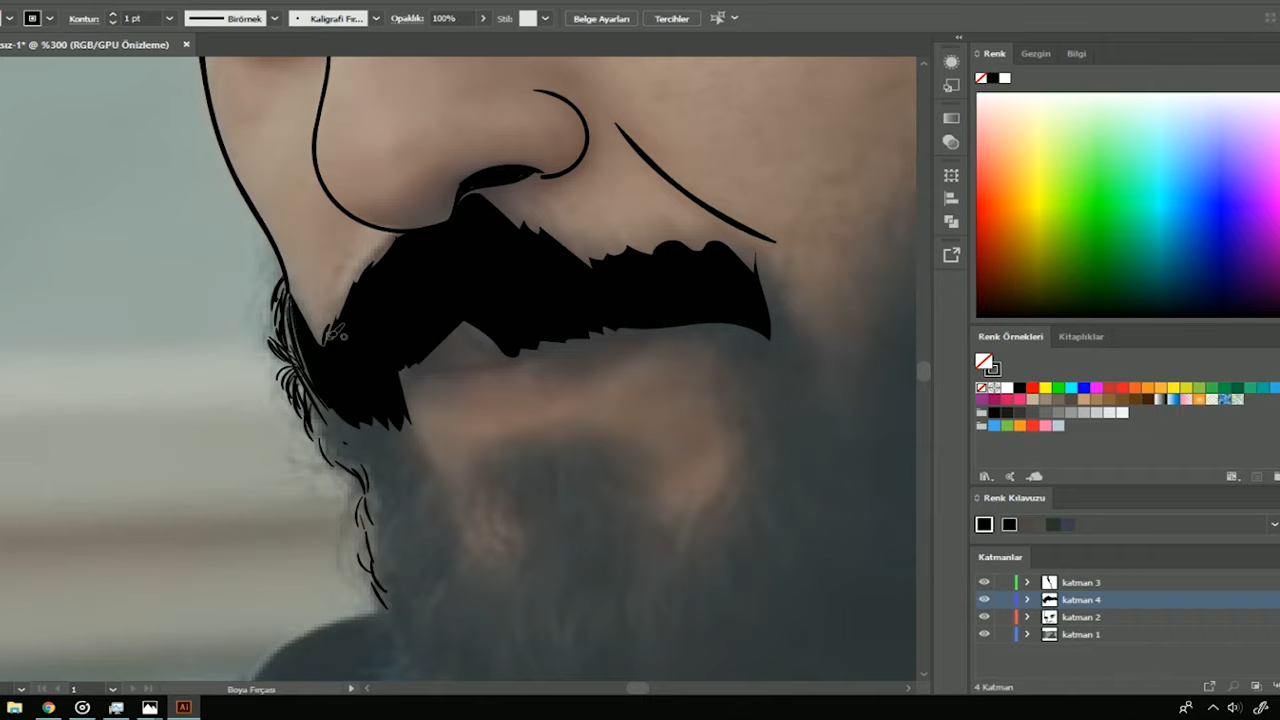 Kontur: 1 pt Birörnek Kaligrafi Fır... Opaklık: 100% Stil: Belge Ayarları Tercihler
sız-1* @ %300 (RGB/GPU Önizleme) ×
Renk Gezgin Bilgi
Renk Örnekleri Kitaplıklar
Renk Kılavuzu
Katmanlar
katman 3
katman 4
katman 2
katman 1
4 Katman
1 Boya Fırçası
Ai